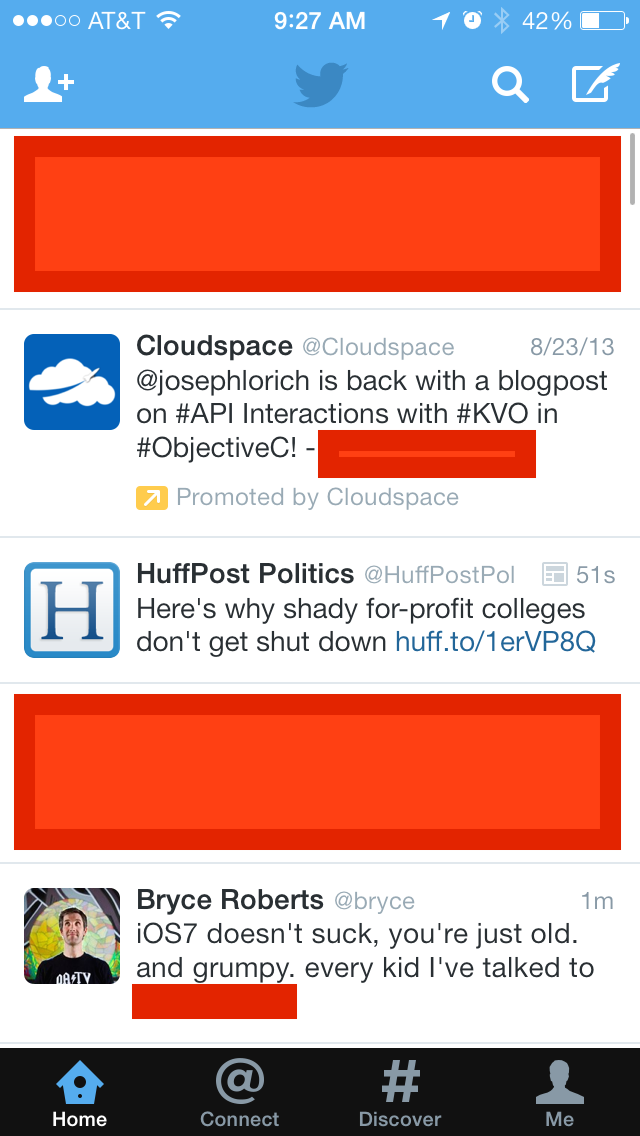 AT&T 9:27 AM 42%
Cloudspace @Cloudspace 8/23/13
@josephlorich is back with a blogpost
on #API Interactions with #KVO in
#ObjectiveC! -
Promoted by Cloudspace
H
HuffPost Politics @HuffPostPol 51s
Here's why shady for-profit colleges
don't get shut down huff.to/1erVP8Q
Bryce Roberts @bryce 1m
iOS7 doesn't suck, you're just old.
and grumpy. every kid I've talked to
Home Connect Discover Me